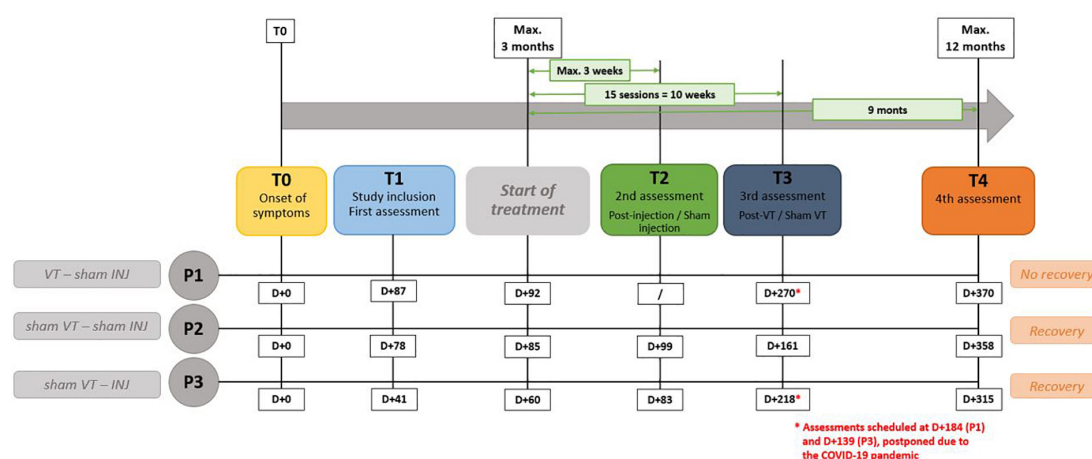 T0
Max.
3 months
Max.
12 months
Max. 3 weeks
15 sessions = 10 weeks
9 monts
T0
Onset of
symptoms
T1
Study inclusion
First assessment
Start of
treatment
T2
2nd assessment
Post-injection / Sham
injection
T3
3rd assessment
Post-VT / Sham VT
T4
4th assessment
VT – sham INJ
P1
No recovery
D+0
D+87
D+92
/
D+270*
D+370
sham VT – sham INJ
P2
Recovery
D+0
D+78
D+85
D+99
D+161
D+358
sham VT – INJ
P3
Recovery
D+0
D+41
D+60
D+83
D+218*
D+315
* Assessments scheduled at D+184 (P1)
and D+139 (P3), postponed due to
the COVID-19 pandemic